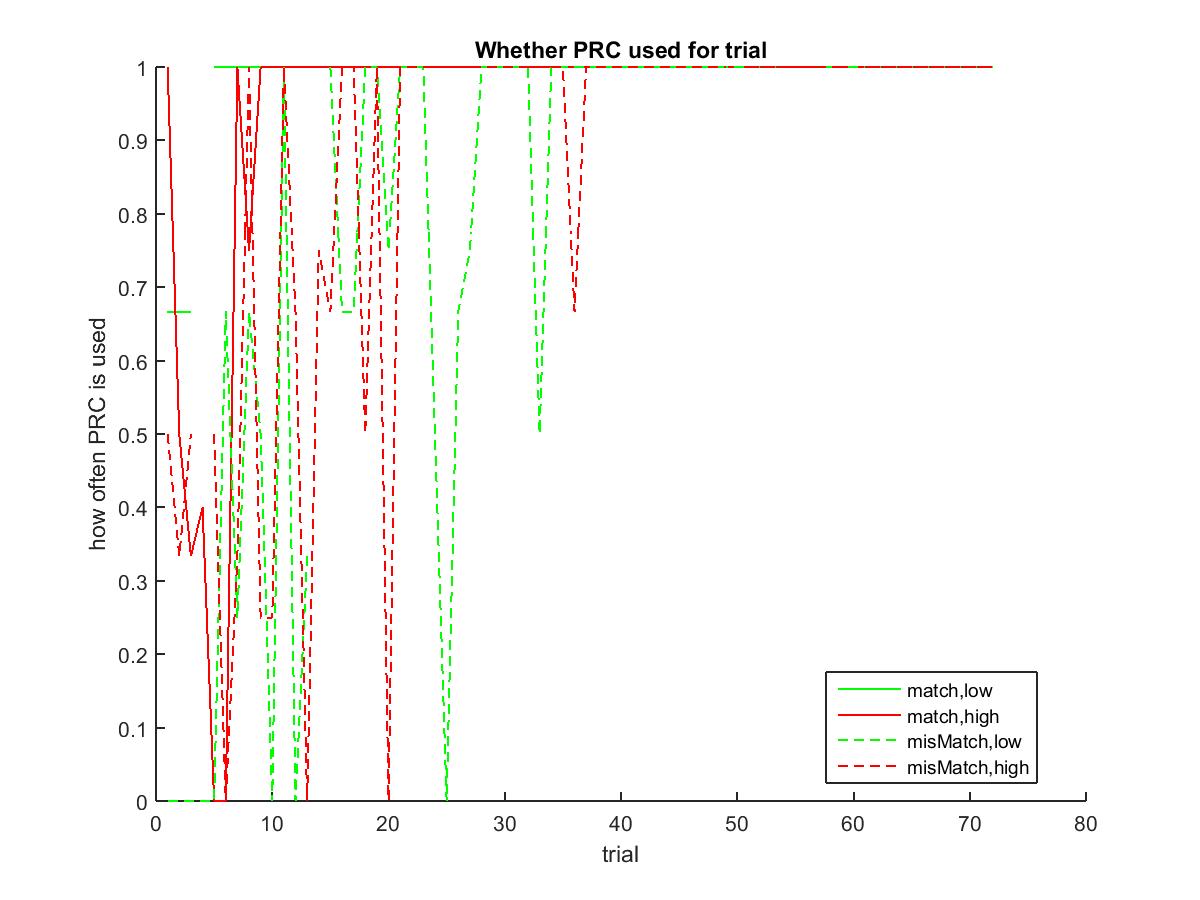 Whether PRC used for trial
how often PRC is used
1
0.9
0.8
0.7
0.6
0.5
0.4
0.3
0.2
0.1
0
match,low
match,high
misMatch,low
misMatch,high
0 10 20 30 40 50 60 70 80
trial